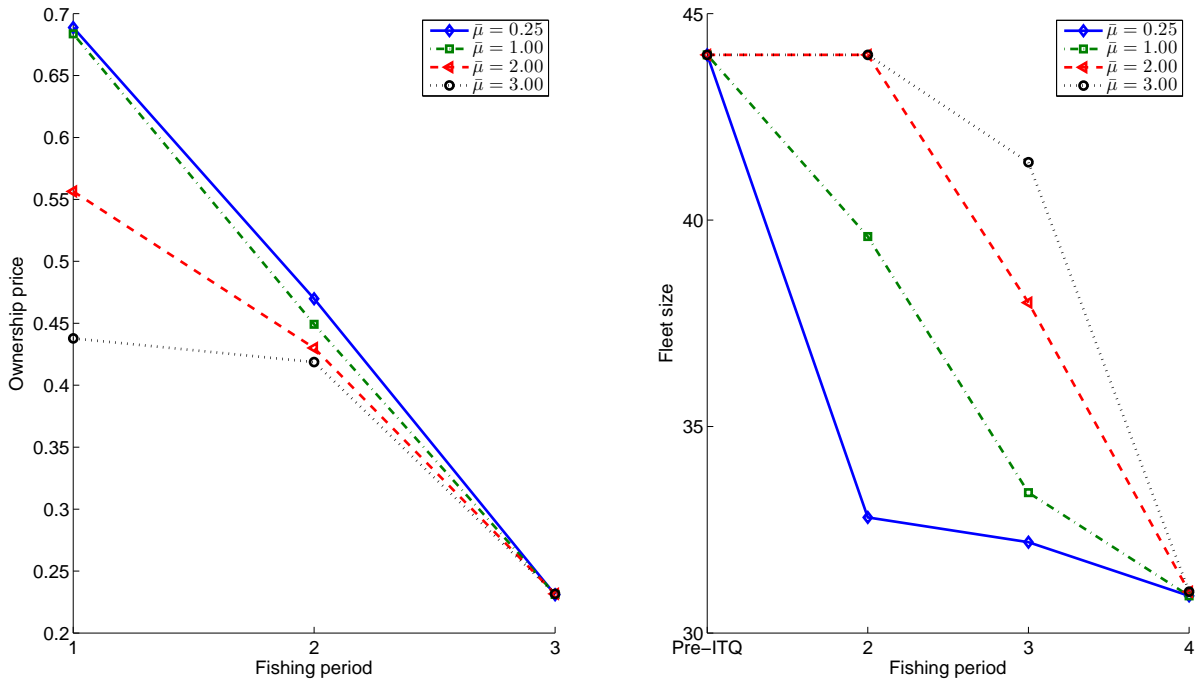 0.7
0.65
0.6
0.55
0.5
0.45
0.4
0.35
0.3
0.25
0.2
Ownership price
1
2
3
Fishing period
μ̄ = 0.25
μ̄ = 1.00
μ̄ = 2.00
μ̄ = 3.00
45
40
35
30
Fleet size
Pre−ITQ
2
3
4
Fishing period
μ̄ = 0.25
μ̄ = 1.00
μ̄ = 2.00
μ̄ = 3.00